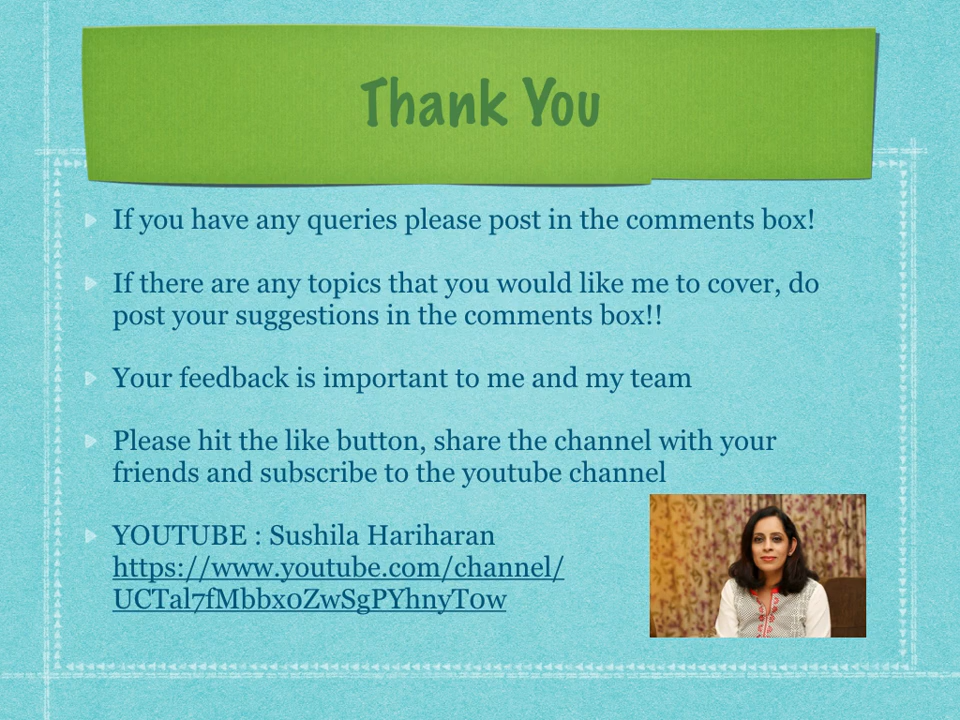 Thank You
If you have any queries please post in the comments box!
If there are any topics that you would like me to cover, do
post your suggestions in the comments box!!
Your feedback is important to me and my team
Please hit the like button, share the channel with your
friends and subscribe to the youtube channel
YOUTUBE : Sushila Hariharan
https://www.youtube.com/channel/
UCTal7fMbbx0ZwSgPYhnyT0w